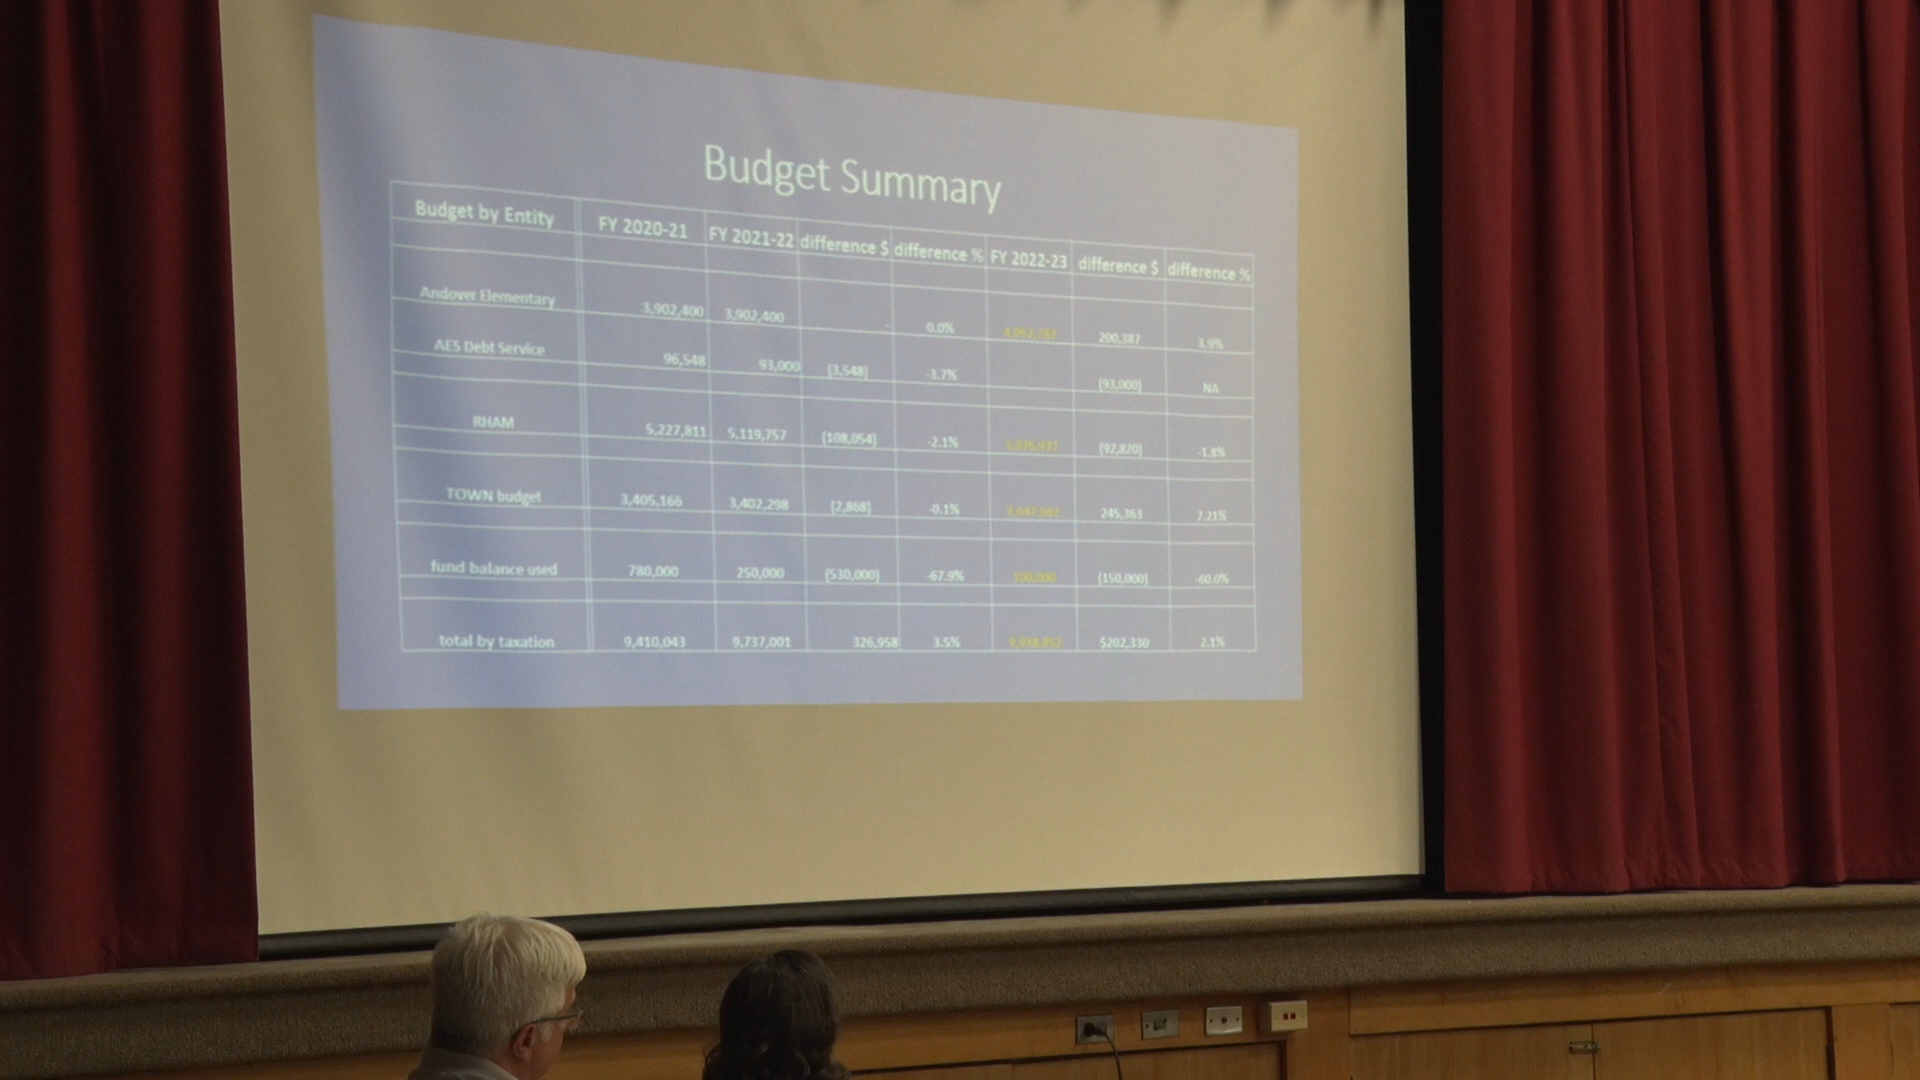 Budget Summary
Budget by Entity FY 2020-21 FY 2021-22 difference $ difference % FY 2022-23 difference $ difference %
Andover Elementary 3,902,400 3,902,400 - 0.0% 200,387 3.9%
AES Debt Service 96,548 93,000 (3,548) -3.7% (93,000) NA
RHAM 5,227,811 5,119,757 (108,054) -2.1% 5,026,937 (92,820) -1.8%
TOWN budget 3,405,166 3,402,298 (2,868) -0.1% 245,363 7.21%
fund balance used 780,000 250,000 (530,000) -67.9% 100,000 (150,000) -60.0%
total by taxation 9,410,043 9,737,001 326,958 3.5% $202,330 2.1%